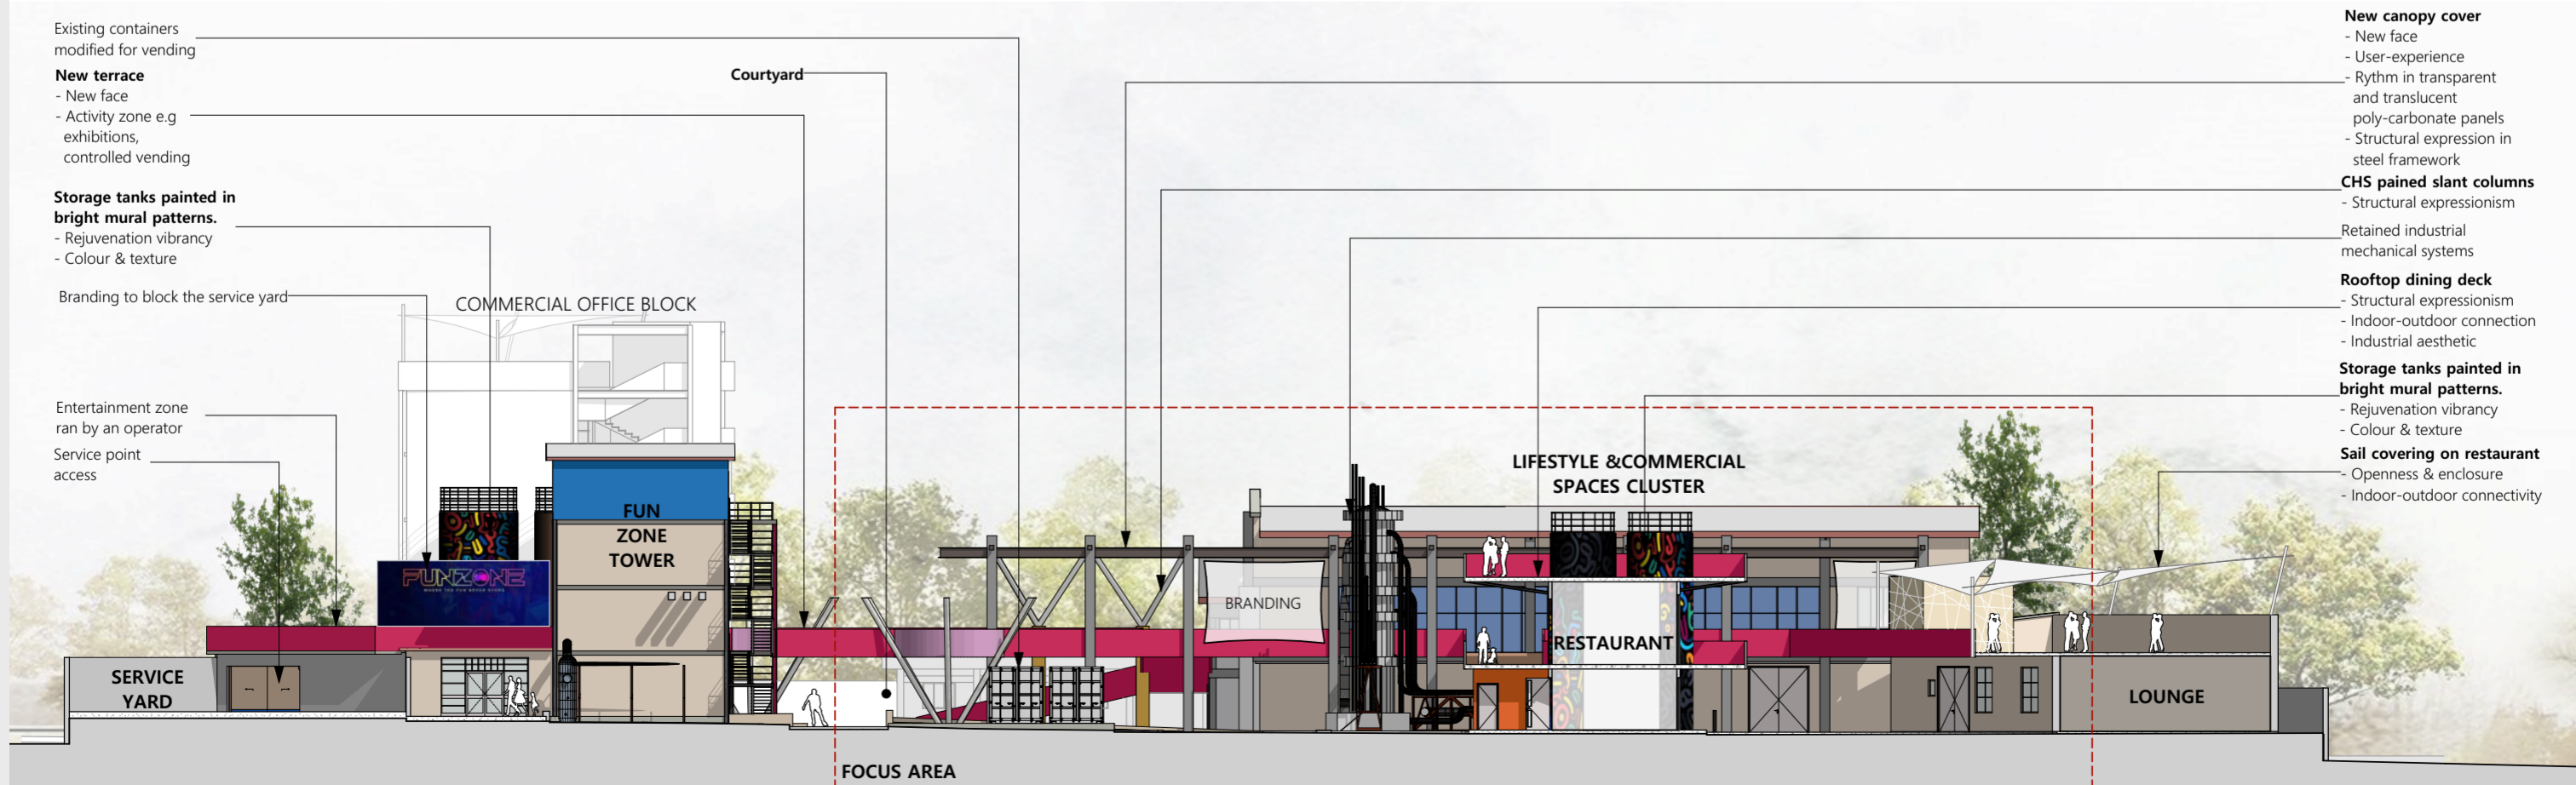 Existing containers
modified for vending
New terrace
- New face
- Activity zone e.g
exhibitions,
controlled vending
Storage tanks painted in
bright mural patterns.
- Rejuvenation vibrancy
- Colour & texture
Branding to block the service yard
Entertainment zone
ran by an operator
Service point
access
Courtyard
COMMERCIAL OFFICE BLOCK
FUN
ZONE
TOWER
FUNZONE
SERVICE
YARD
BRANDING
LIFESTYLE &COMMERCIAL
SPACES CLUSTER
RESTAURANT
LOUNGE
FOCUS AREA
New canopy cover
- New face
- User-experience
- Rythm in transparent
and translucent
poly-carbonate panels
- Structural expression in
steel framework
CHS pained slant columns
- Structural expressionism
Retained industrial
mechanical systems
Rooftop dining deck
- Structural expressionism
- Indoor-outdoor connection
- Industrial aesthetic
Storage tanks painted in
bright mural patterns.
- Rejuvenation vibrancy
- Colour & texture
Sail covering on restaurant
- Openness & enclosure
- Indoor-outdoor connectivity